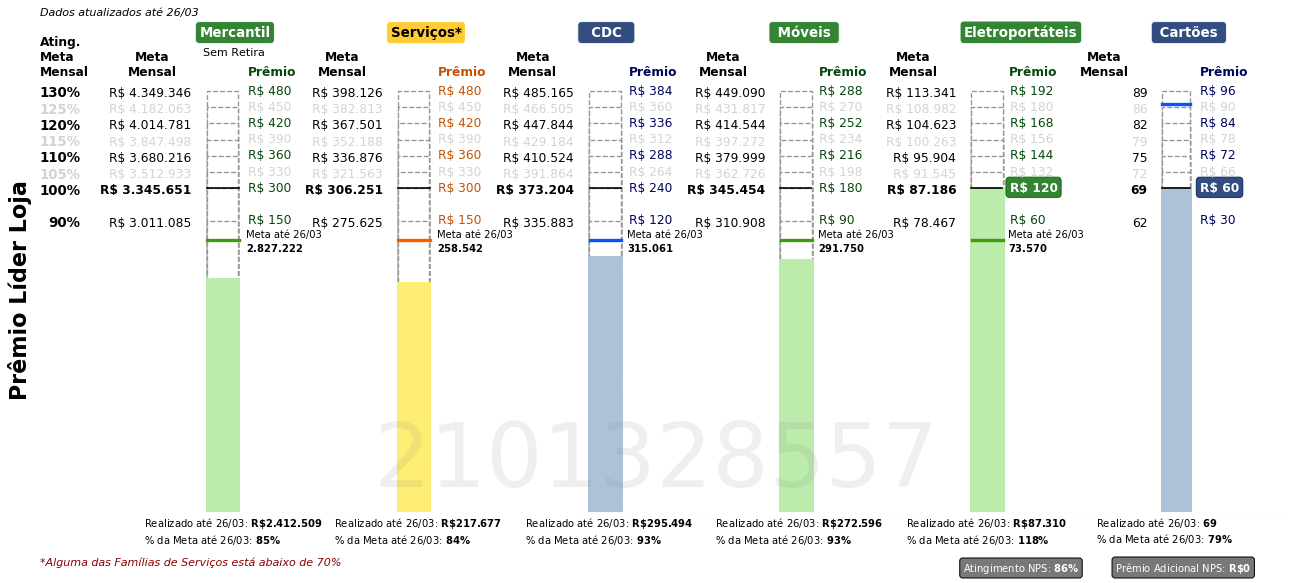 Dados atualizados até 26/03
Mercantil Serviços* CDC Móveis Eletroportáteis Cartões
Sem Retira
Ating. Meta Mensal
Meta Mensal Prêmio Meta Mensal Prêmio Meta Mensal Prêmio Meta Mensal Prêmio Meta Mensal Prêmio Meta Mensal Prêmio
130% R$ 4.349.346 R$ 480 R$ 398.126 R$ 480 R$ 485.165 R$ 384 R$ 449.090 R$ 288 R$ 113.341 R$ 192 89 R$ 96
125% R$ 4.182.063 R$ 450 R$ 382.813 R$ 450 R$ 466.505 R$ 360 R$ 431.817 R$ 270 R$ 108.982 R$ 180 86 R$ 90
120% R$ 4.014.781 R$ 420 R$ 367.501 R$ 420 R$ 447.844 R$ 336 R$ 414.544 R$ 252 R$ 104.623 R$ 168 82 R$ 84
115% R$ 3.847.498 R$ 390 R$ 352.188 R$ 390 R$ 429.184 R$ 312 R$ 397.272 R$ 234 R$ 100.263 R$ 156 79 R$ 78
110% R$ 3.680.216 R$ 360 R$ 336.876 R$ 360 R$ 410.524 R$ 288 R$ 379.999 R$ 216 R$ 95.904 R$ 144 75 R$ 72
105% R$ 3.512.933 R$ 330 R$ 321.563 R$ 330 R$ 391.864 R$ 264 R$ 362.726 R$ 198 R$ 91.545 R$ 132 72 R$ 66
100% R$ 3.345.651 R$ 300 R$ 306.251 R$ 300 R$ 373.204 R$ 240 R$ 345.454 R$ 180 R$ 87.186 R$ 120 69 R$ 60
90% R$ 3.011.085 R$ 150 R$ 275.625 R$ 150 R$ 335.883 R$ 120 R$ 310.908 R$ 90 R$ 78.467 R$ 60 62 R$ 30
Meta até 26/03 Meta até 26/03 Meta até 26/03 Meta até 26/03 Meta até 26/03
2.827.222 258.542 315.061 291.750 73.570
Prêmio Líder Loja
2101328557
Realizado até 26/03: R$2.412.509 Realizado até 26/03: R$217.677 Realizado até 26/03: R$295.494 Realizado até 26/03: R$272.596 Realizado até 26/03: R$87.310 Realizado até 26/03: 69
% da Meta até 26/03: 85% % da Meta até 26/03: 84% % da Meta até 26/03: 93% % da Meta até 26/03: 93% % da Meta até 26/03: 118% % da Meta até 26/03: 79%
*Alguma das Famílias de Serviços está abaixo de 70%
Atingimento NPS: 86% Prêmio Adicional NPS: R$0